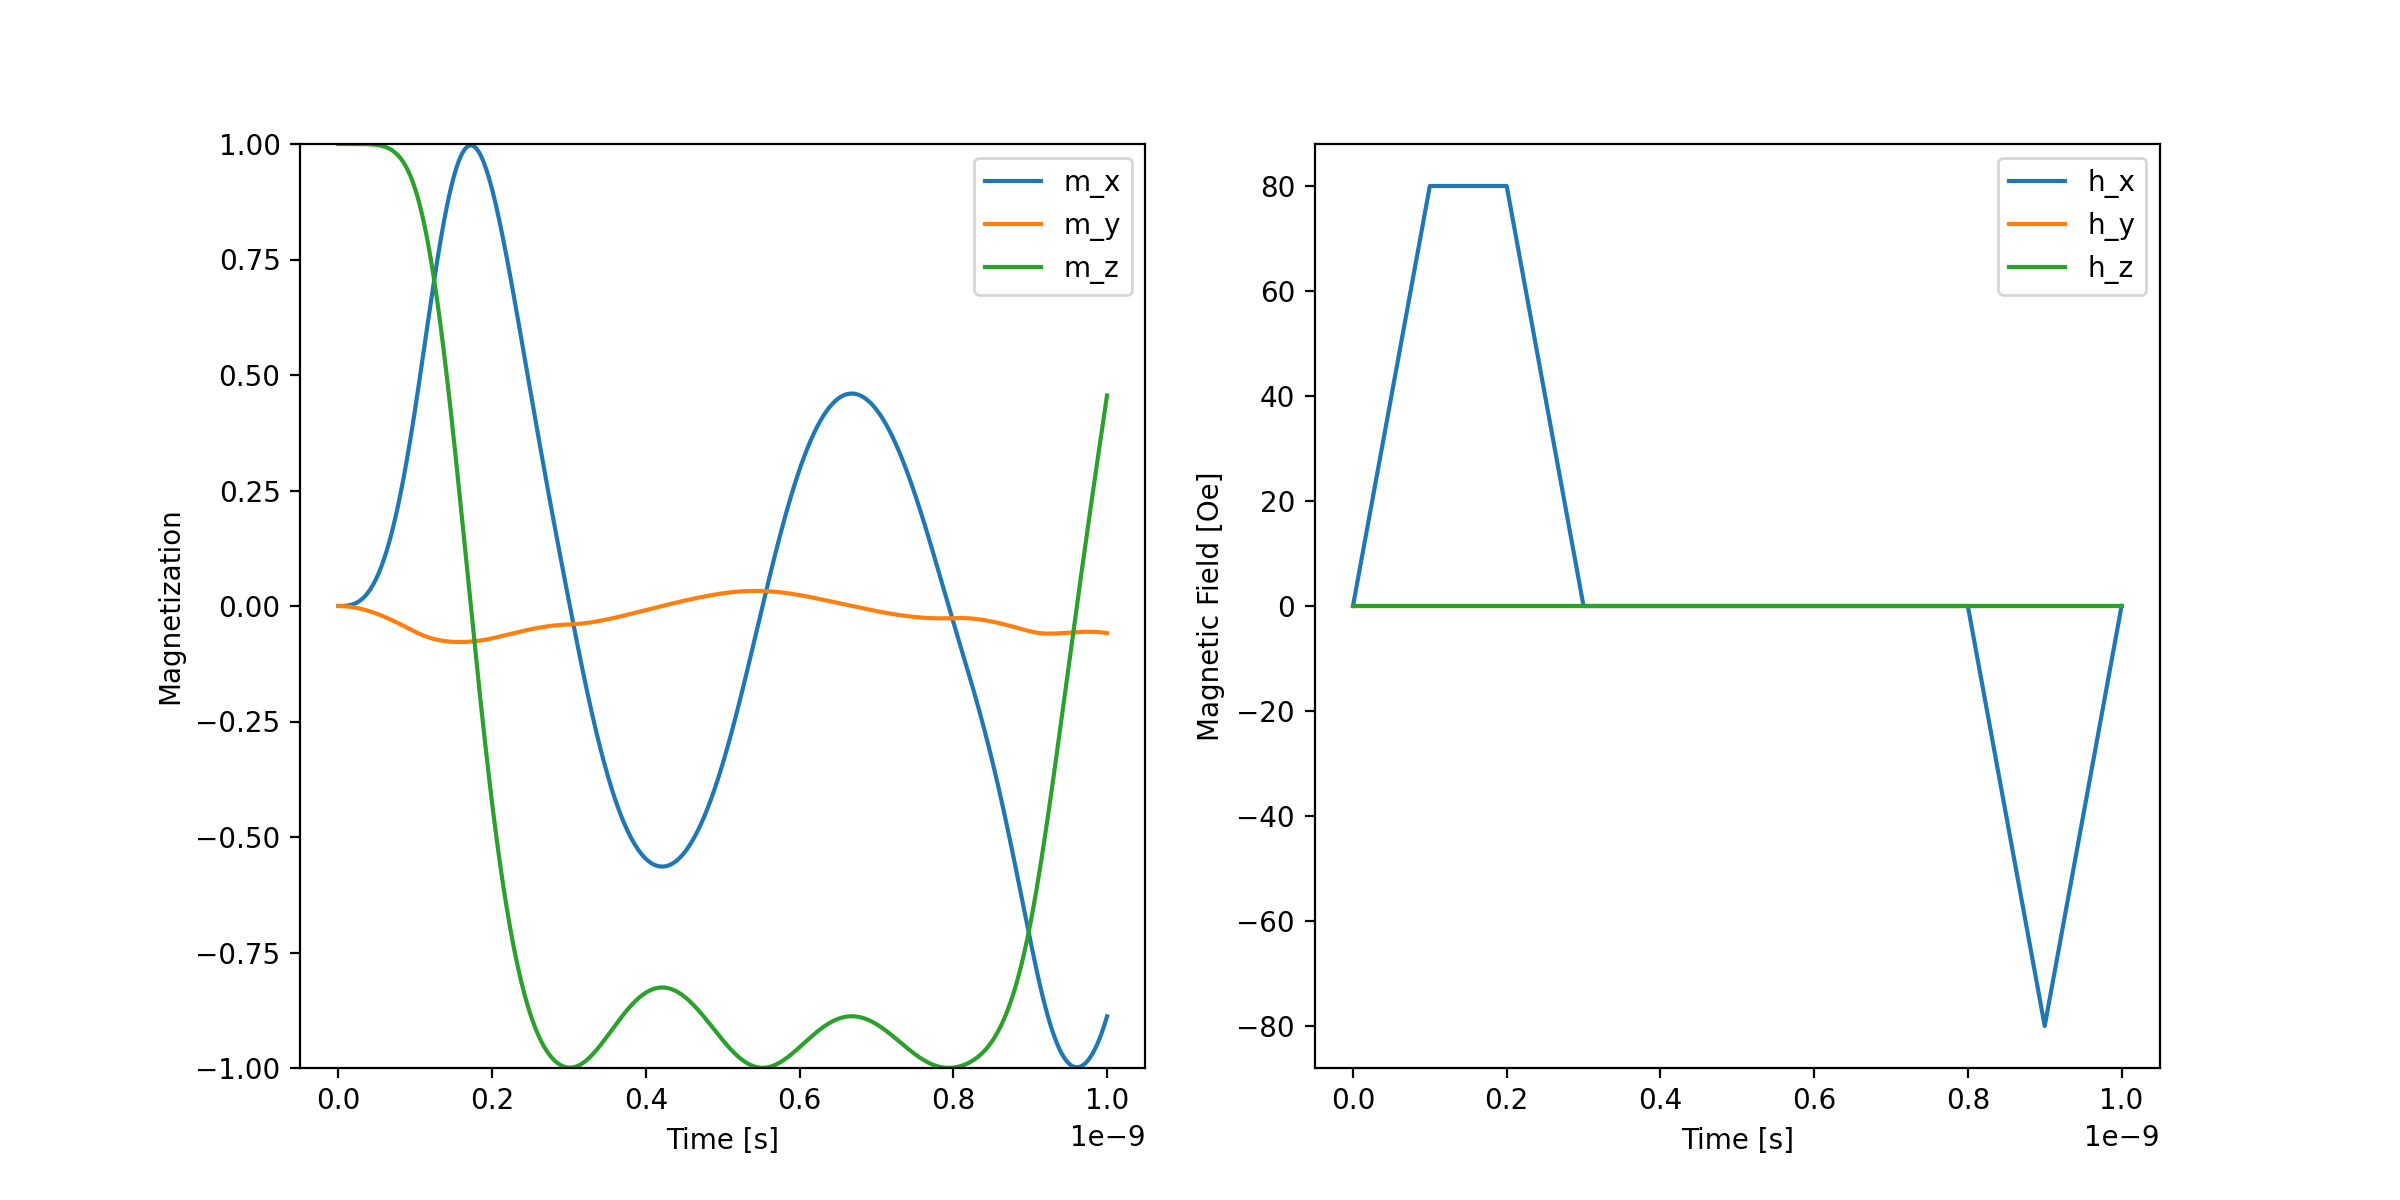 1.00
0.75
0.50
0.25
0.00
−0.25
−0.50
−0.75
−1.00
Magnetization
0.0 0.2 0.4 0.6 0.8 1.0
Time [s]
1e−9
m_x
m_y
m_z
80
60
40
20
0
−20
−40
−60
−80
Magnetic Field [Oe]
0.0 0.2 0.4 0.6 0.8 1.0
Time [s]
1e−9
h_x
h_y
h_z